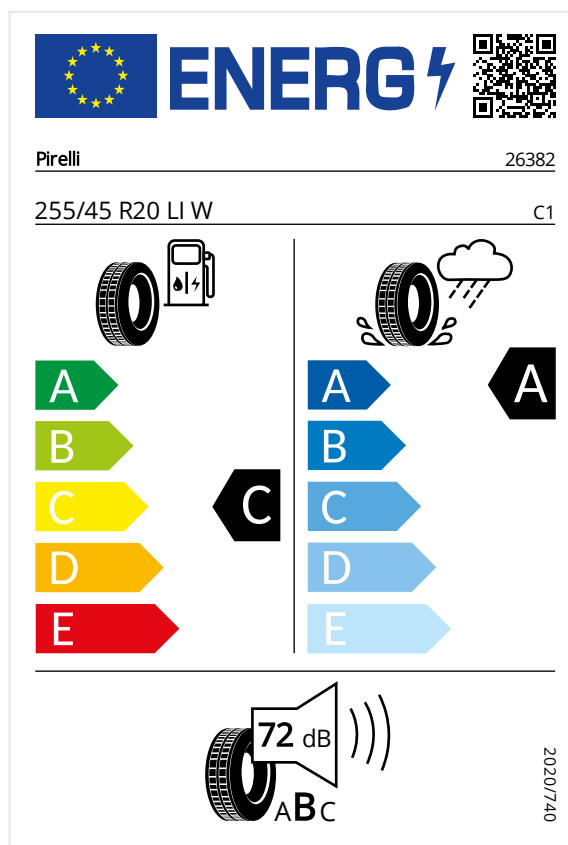 ENERG
Pirelli 26382
255/45 R20 LI W C1
A A A
B B
C C C
D D
E E
72 dB
ABC
2020/740